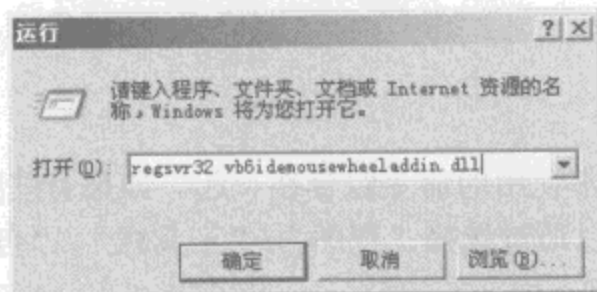 运行
请键入程序、文件夹、文档或 Internet 资源的名
称，Windows 将为您打开它。
打开(O): regsvr32 vb6idemousewheeladdin.dll
确定 取消 浏览(B)...